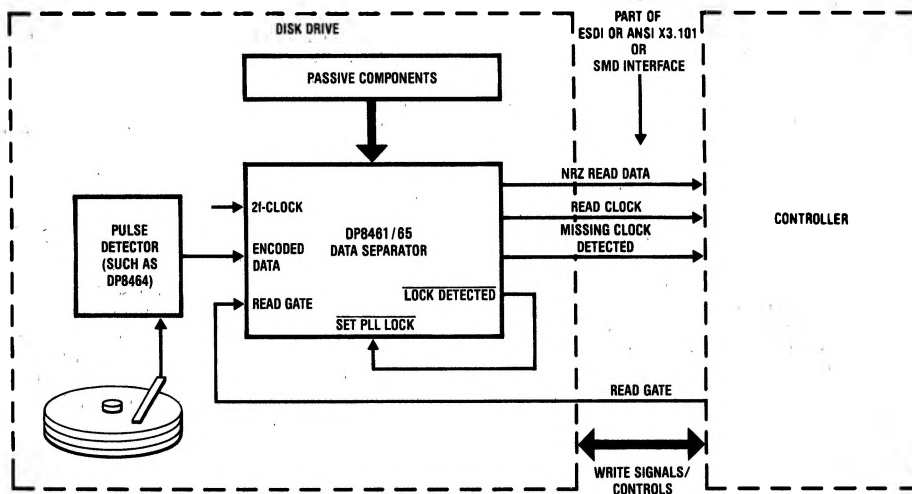 DISK DRIVE
PART OF
ESDI OR ANSI X3.101
OR
SMD INTERFACE
PASSIVE COMPONENTS
NRZ READ DATA
READ CLOCK
MISSING CLOCK
DETECTED
CONTROLLER
2f-CLOCK
DP8461/65
DATA SEPARATOR
ENCODED
DATA
READ GATE
LOCK DETECTED
SET PLL LOCK
PULSE
DETECTOR
(SUCH AS
DP8464)
READ GATE
WRITE SIGNALS/
CONTROLS